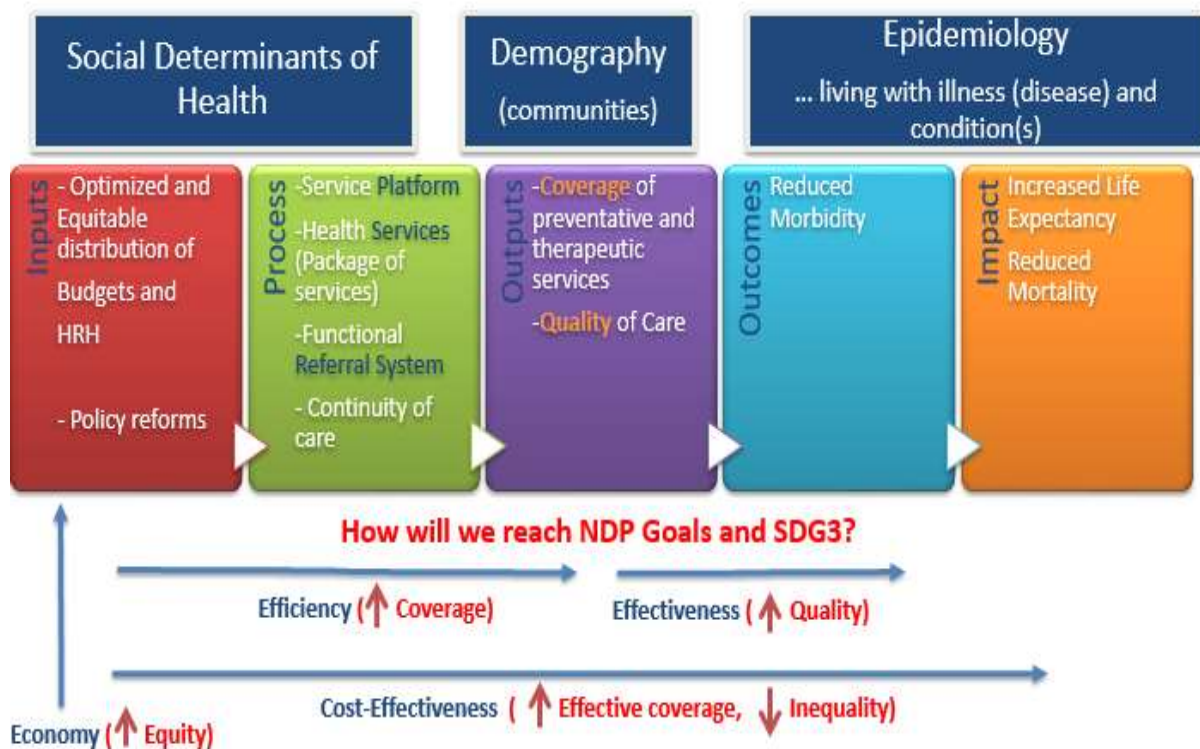 Social Determinants of
Health
Demography
(communities)
Epidemiology
... living with illness (disease) and
condition(s)
Inputs
- Optimized and
Equitable
distribution of
Budgets and
HRH
- Policy reforms
Process
-Service Platform
-Health Services
(Package of
services)
-Functional
Referral System
- Continuity of
care
Outputs
-Coverage of
preventative and
therapeutic
services
-Quality of Care
Outcomes
Reduced
Morbidity
Impact
Increased Life
Expectancy
Reduced
Mortality
How will we reach NDP Goals and SDG3?
Efficiency (↑ Coverage)
Effectiveness ( ↑ Quality)
Cost-Effectiveness ( ↑ Effective coverage, ↓ Inequality)
Economy (↑ Equity)